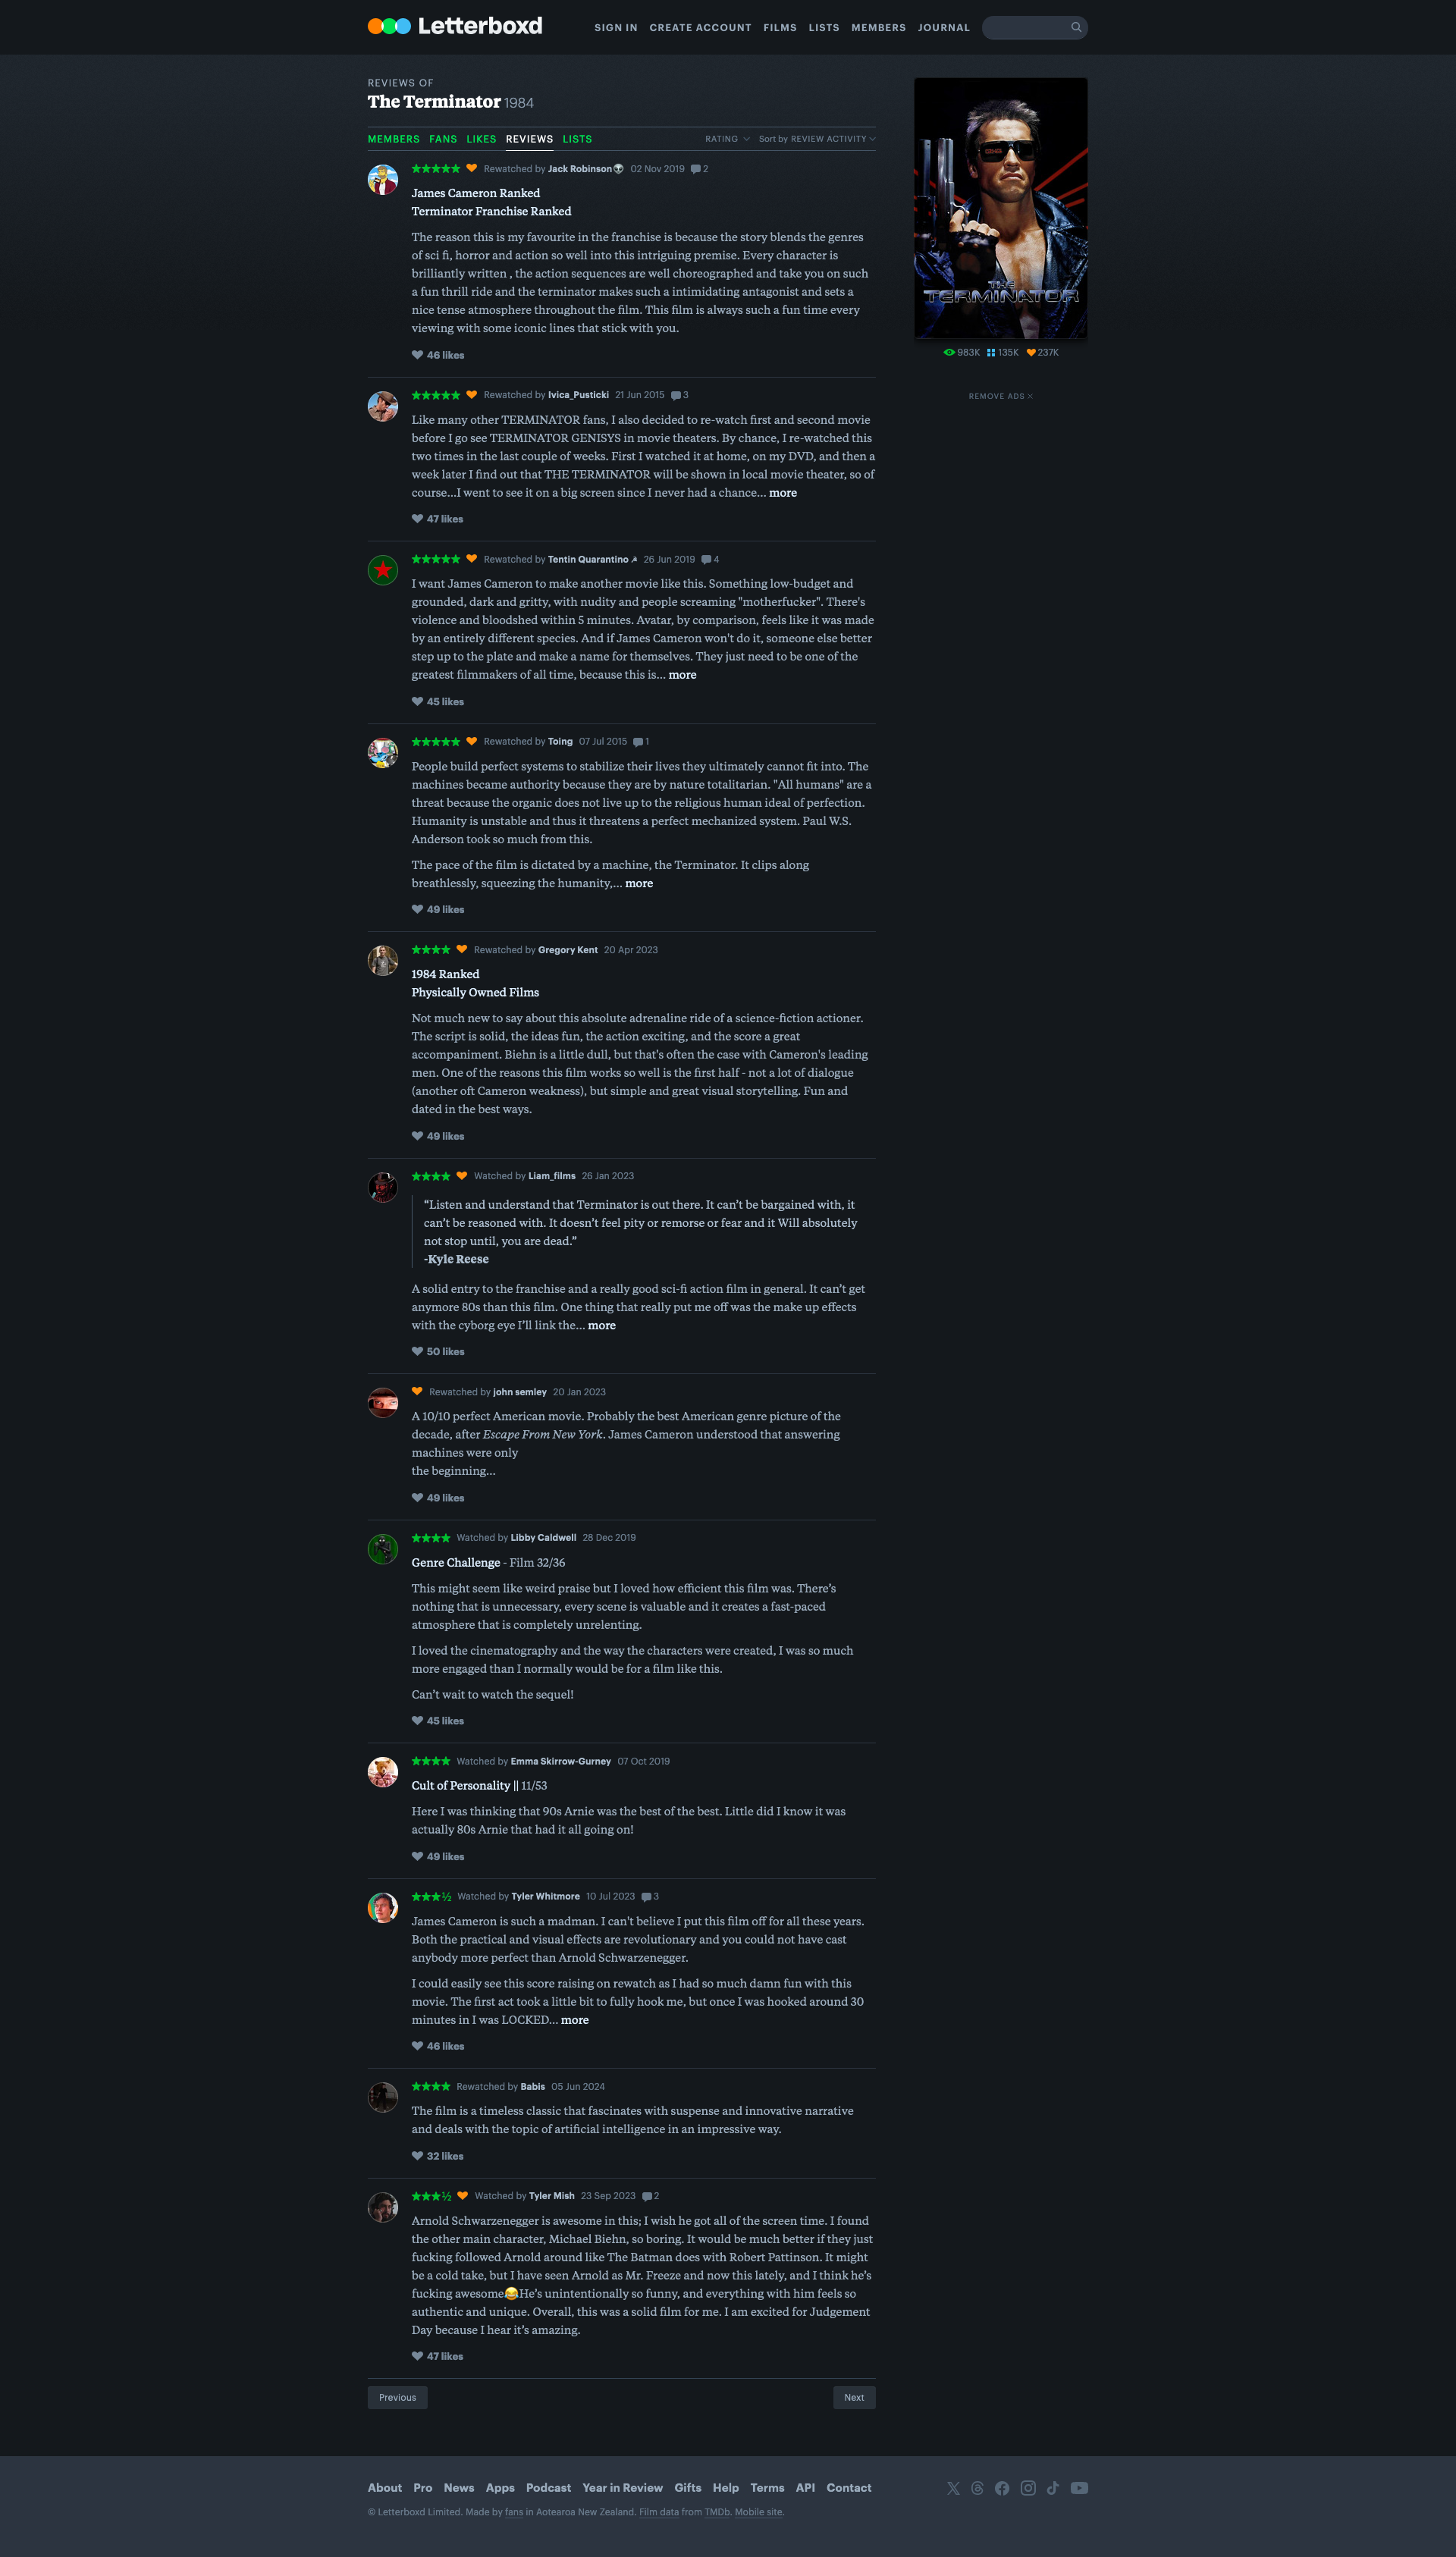 Letterboxd
SIGN IN CREATE ACCOUNT FILMS LISTS MEMBERS JOURNAL
REVIEWS OF
The Terminator 1984
MEMBERS FANS LIKES REVIEWS LISTS
RATING Sort by REVIEW ACTIVITY
THE
TERMINATOR
983K 135K 237K
REMOVE ADS
★★★★★ Rewatched by Jack Robinson👽 02 Nov 2019 2
James Cameron Ranked
Terminator Franchise Ranked
The reason this is my favourite in the franchise is because the story blends the genres
of sci fi, horror and action so well into this intriguing premise. Every character is
brilliantly written , the action sequences are well choreographed and take you on such
a fun thrill ride and the terminator makes such a intimidating antagonist and sets a
nice tense atmosphere throughout the film. This film is always such a fun time every
viewing with some iconic lines that stick with you.
46 likes
★★★★★ Rewatched by Ivica_Pusticki 21 Jun 2015 3
Like many other TERMINATOR fans, I also decided to re-watch first and second movie
before I go see TERMINATOR GENISYS in movie theaters. By chance, I re-watched this
two times in the last couple of weeks. First I watched it at home, on my DVD, and then a
week later I find out that THE TERMINATOR will be shown in local movie theater, so of
course...I went to see it on a big screen since I never had a chance… more
47 likes
★★★★★ Rewatched by Tentin Quarantino ☭ 26 Jun 2019 4
I want James Cameron to make another movie like this. Something low-budget and
grounded, dark and gritty, with nudity and people screaming "motherfucker". There's
violence and bloodshed within 5 minutes. Avatar, by comparison, feels like it was made
by an entirely different species. And if James Cameron won't do it, someone else better
step up to the plate and make a name for themselves. They just need to be one of the
greatest filmmakers of all time, because this is… more
45 likes
★★★★★ Rewatched by Toing 07 Jul 2015 1
People build perfect systems to stabilize their lives they ultimately cannot fit into. The
machines became authority because they are by nature totalitarian. "All humans" are a
threat because the organic does not live up to the religious human ideal of perfection.
Humanity is unstable and thus it threatens a perfect mechanized system. Paul W.S.
Anderson took so much from this.
The pace of the film is dictated by a machine, the Terminator. It clips along
breathlessly, squeezing the humanity,… more
49 likes
★★★★ Rewatched by Gregory Kent 20 Apr 2023
1984 Ranked
Physically Owned Films
Not much new to say about this absolute adrenaline ride of a science-fiction actioner.
The script is solid, the ideas fun, the action exciting, and the score a great
accompaniment. Biehn is a little dull, but that's often the case with Cameron's leading
men. One of the reasons this film works so well is the first half - not a lot of dialogue
(another oft Cameron weakness), but simple and great visual storytelling. Fun and
dated in the best ways.
49 likes
★★★★ Watched by Liam_films 26 Jan 2023
“Listen and understand that Terminator is out there. It can’t be bargained with, it
can’t be reasoned with. It doesn’t feel pity or remorse or fear and it Will absolutely
not stop until, you are dead.”
-Kyle Reese
A solid entry to the franchise and a really good sci-fi action film in general. It can’t get
anymore 80s than this film. One thing that really put me off was the make up effects
with the cyborg eye I’ll link the… more
50 likes
Rewatched by john semley 20 Jan 2023
A 10/10 perfect American movie. Probably the best American genre picture of the
decade, after Escape From New York. James Cameron understood that answering
machines were only
the beginning…
49 likes
★★★★ Watched by Libby Caldwell 28 Dec 2019
Genre Challenge - Film 32/36
This might seem like weird praise but I loved how efficient this film was. There’s
nothing that is unnecessary, every scene is valuable and it creates a fast-paced
atmosphere that is completely unrelenting.
I loved the cinematography and the way the characters were created, I was so much
more engaged than I normally would be for a film like this.
Can’t wait to watch the sequel!
45 likes
★★★★ Watched by Emma Skirrow-Gurney 07 Oct 2019
Cult of Personality || 11/53
Here I was thinking that 90s Arnie was the best of the best. Little did I know it was
actually 80s Arnie that had it all going on!
49 likes
★★★½ Watched by Tyler Whitmore 10 Jul 2023 3
James Cameron is such a madman. I can't believe I put this film off for all these years.
Both the practical and visual effects are revolutionary and you could not have cast
anybody more perfect than Arnold Schwarzenegger.
I could easily see this score raising on rewatch as I had so much damn fun with this
movie. The first act took a little bit to fully hook me, but once I was hooked around 30
minutes in I was LOCKED… more
46 likes
★★★★ Rewatched by Babis 05 Jun 2024
The film is a timeless classic that fascinates with suspense and innovative narrative
and deals with the topic of artificial intelligence in an impressive way.
32 likes
★★★½ Watched by Tyler Mish 23 Sep 2023 2
Arnold Schwarzenegger is awesome in this; I wish he got all of the screen time. I found
the other main character, Michael Biehn, so boring. It would be much better if they just
fucking followed Arnold around like The Batman does with Robert Pattinson. It might
be a cold take, but I have seen Arnold as Mr. Freeze and now this lately, and I think he’s
fucking awesome😂He’s unintentionally so funny, and everything with him feels so
authentic and unique. Overall, this was a solid film for me. I am excited for Judgement
Day because I hear it’s amazing.
47 likes
Previous Next
About Pro News Apps Podcast Year in Review Gifts Help Terms API Contact
© Letterboxd Limited. Made by fans in Aotearoa New Zealand. Film data from TMDb. Mobile site.